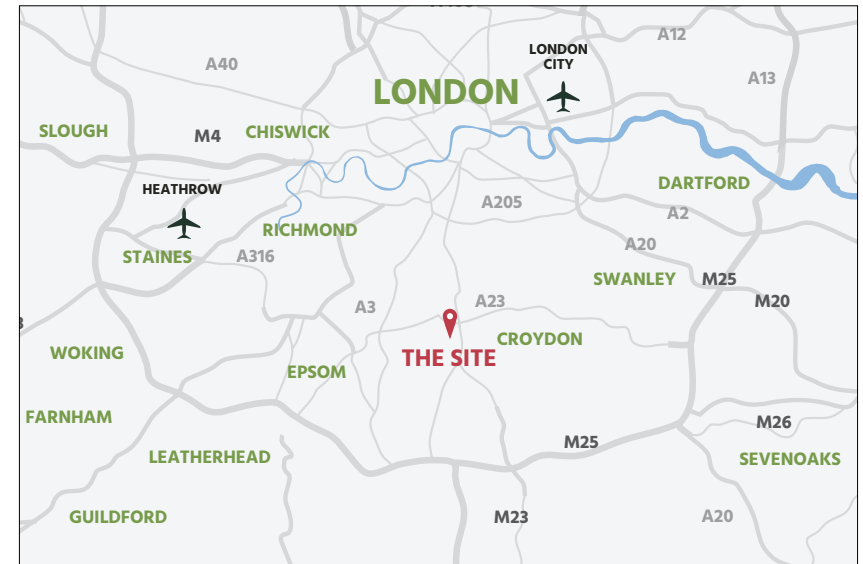 A12
LONDON
CITY
A40
A13
LONDON
SLOUGH
M4
CHISWICK
HEATHROW
DARTFORD
A205
A2
RICHMOND
A20
STAINES
A316
SWANLEY
M25
M20
A3
A23
CROYDON
WOKING
THE SITE
EPSOM
FARNHAM
M26
M25
LEATHERHEAD
SEVENOAKS
GUILDFORD
M23
A20